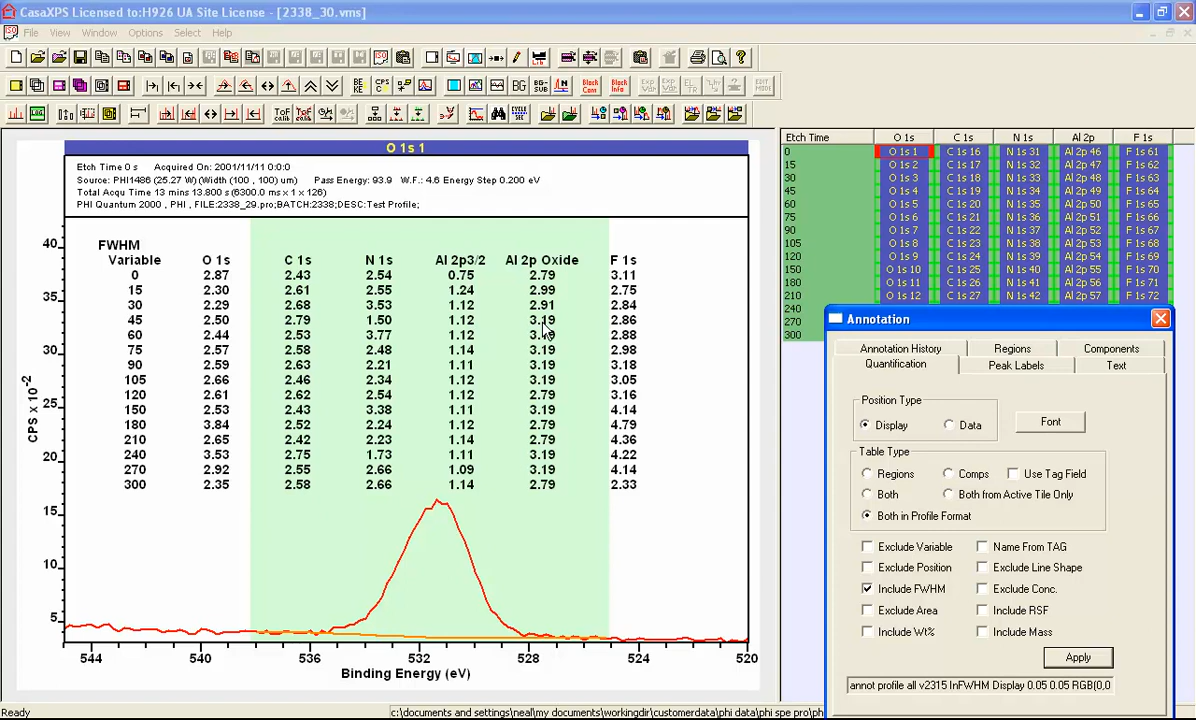 CasaXPS Licensed to:H926 UA Site License - [2338_30.vms]
File View Window Options Select Help
O 1s 1
Etch Time 0 s Acquired On: 2001/11/11 0:0:0
Source: PHI1486 (25.27 W) (Width (100 , 100) um) Pass Energy: 93.9 W.F.: 4.6 Energy Step 0.200 eV
Total Acqu Time 13 mins 13.800 s (6300.0 ms x 1 x 126)
PHI Quantum 2000 , PHI , FILE:2338_29.pro;BATCH:2338;DESC:Test Profile;
FWHM
Variable O 1s C 1s N 1s Al 2p3/2 Al 2p Oxide F 1s
0 2.87 2.43 2.54 0.75 2.79 3.11
15 2.30 2.61 2.55 1.24 2.99 2.75
30 2.29 2.68 3.53 1.12 2.91 2.84
45 2.50 2.79 1.50 1.12 3.19 2.86
60 2.44 2.53 3.77 1.12 3.19 2.88
75 2.57 2.58 2.48 1.14 3.19 2.98
90 2.59 2.63 2.21 1.11 3.19 3.18
105 2.66 2.46 2.34 1.12 3.19 3.05
120 2.61 2.62 2.54 1.12 3.19 3.16
150 2.53 2.43 3.38 1.11 3.19 4.14
180 3.84 2.52 2.24 1.11 2.79 4.79
210 2.65 2.42 2.23 1.14 2.79 4.36
240 3.53 2.75 1.73 1.11 3.19 4.22
270 2.92 2.55 2.66 1.09 3.19 4.14
300 2.35 2.58 2.66 1.14 2.79 2.33
CPS x 10-2
40
35
30
25
20
15
10
5
544 540 536 532 528 524 520
Binding Energy (eV)
Etch Time O 1s C 1s N 1s Al 2p F 1s
0 O 1s 1 C 1s 16 N 1s 31 Al 2p 46 F 1s 61
15 O 1s 2 C 1s 17 N 1s 32 Al 2p 47 F 1s 62
30 O 1s 3 C 1s 18 N 1s 33 Al 2p 48 F 1s 63
45 O 1s 4 C 1s 19 N 1s 34 Al 2p 49 F 1s 64
60 O 1s 5 C 1s 20 N 1s 35 Al 2p 50 F 1s 65
75 O 1s 6 C 1s 21 N 1s 36 Al 2p 51 F 1s 66
90 O 1s 7 C 1s 22 N 1s 37 Al 2p 52 F 1s 67
105 O 1s 8 C 1s 23 N 1s 38 Al 2p 53 F 1s 68
120 O 1s 9 C 1s 24 N 1s 39 Al 2p 54 F 1s 69
150 O 1s 10 C 1s 25 N 1s 40 Al 2p 55 F 1s 70
180 O 1s 11 C 1s 26 N 1s 41 Al 2p 56 F 1s 71
210 O 1s 12 C 1s 27 N 1s 42 Al 2p 57 F 1s 72
240
270
300
Annotation
Annotation History Regions Components
Quantification Peak Labels Text
Position Type
Display Data Font
Table Type
Regions Comps Use Tag Field
Both Both from Active Tile Only
Both in Profile Format
Exclude Variable Name From TAG
Exclude Position Exclude Line Shape
Include FWHM Exclude Conc.
Exclude Area Include RSF
Include Wt% Include Mass
Apply
annot profile all v2315 InFWHM Display 0.05 0.05 RGB(0,0
Ready c:\documents and settings\neal\my documents\workingdir\customerdata\phi data\phi spe pro\ph